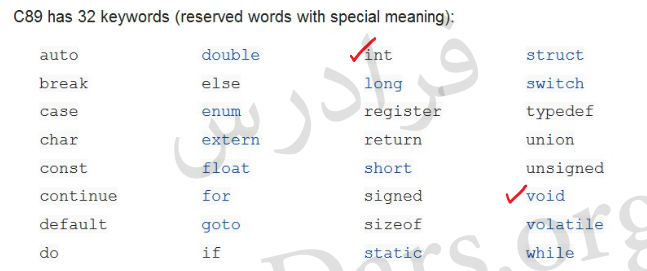 C89 has 32 keywords (reserved words with special meaning):
auto double int struct
break else long switch
case enum register typedef
char extern return union
const float short unsigned
continue for signed void
default goto sizeof volatile
do if static while
فرادرس
Ders.org